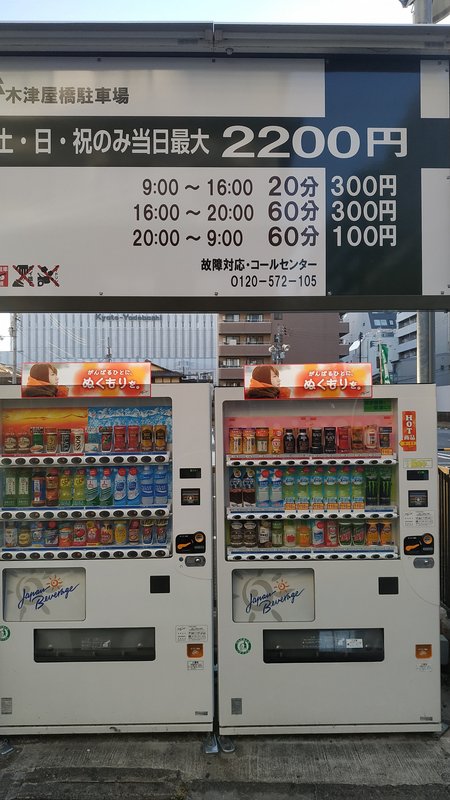 木津屋橋駐車場
土・日・祝のみ当日最大 2200円
9:00 〜 16:00 20分 300円
16:00 〜 20:00 60分 300円
20:00 〜 9:00 60分 100円
故障対応・コールセンター
0120-572-105
Kyoto-Yodobashi
がんばるひとに、
ぬくもりを。
がんばるひとに、
ぬくもりを。
HOT
商品
Japan
Beverage
Japan
Beverage